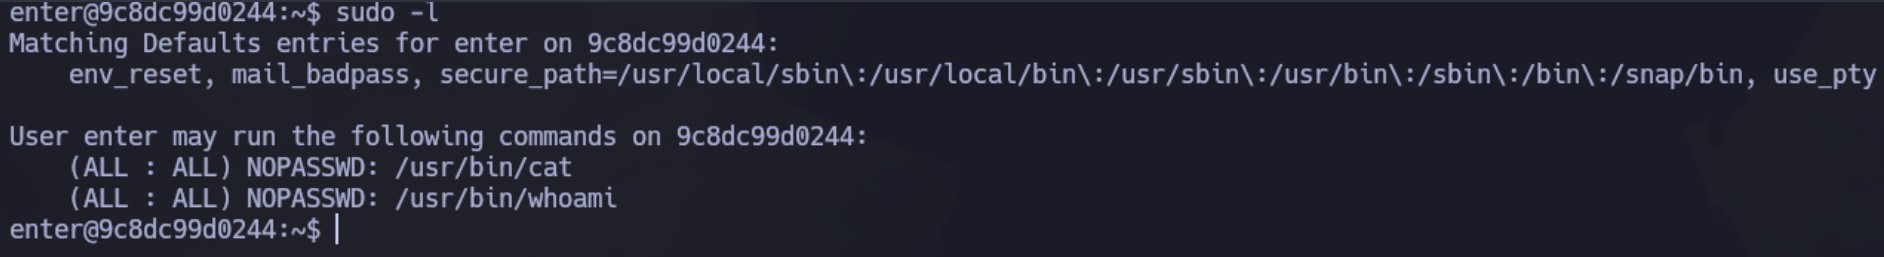 enter@9c8dc99d0244:~$ sudo -l
Matching Defaults entries for enter on 9c8dc99d0244:
    env_reset, mail_badpass, secure_path=/usr/local/sbin\:/usr/local/bin\:/usr/sbin\:/usr/bin\:/sbin\:/bin\:/snap/bin, use_pty

User enter may run the following commands on 9c8dc99d0244:
    (ALL : ALL) NOPASSWD: /usr/bin/cat
    (ALL : ALL) NOPASSWD: /usr/bin/whoami
enter@9c8dc99d0244:~$